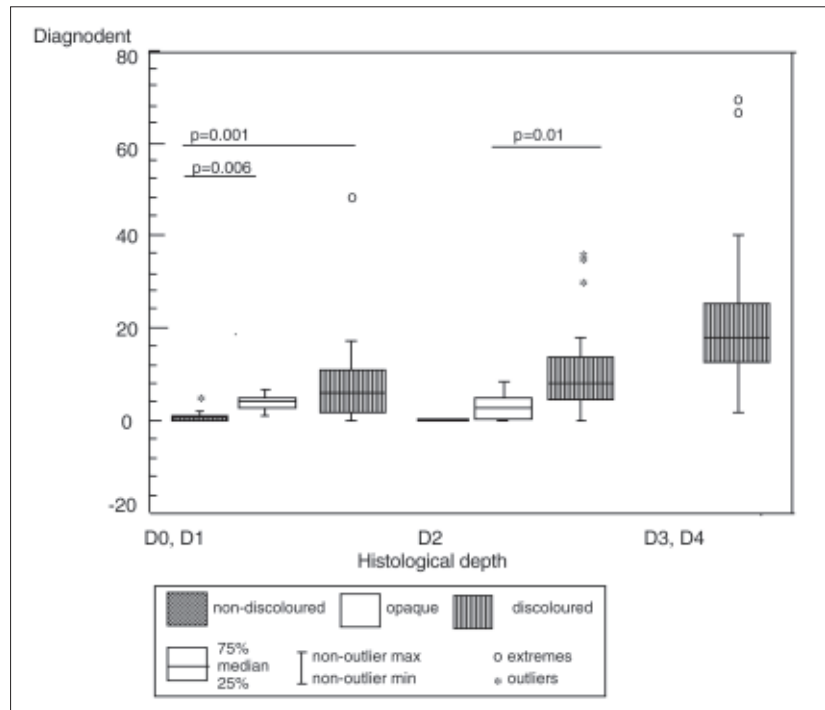 Diagnodent
80
60
40
20
0
-20
p=0.001
p=0.006
p=0.01
D0, D1 D2 D3, D4
Histological depth
non-discoloured opaque discoloured
75%
median
25%
non-outlier max
non-outlier min
o extremes
* outliers